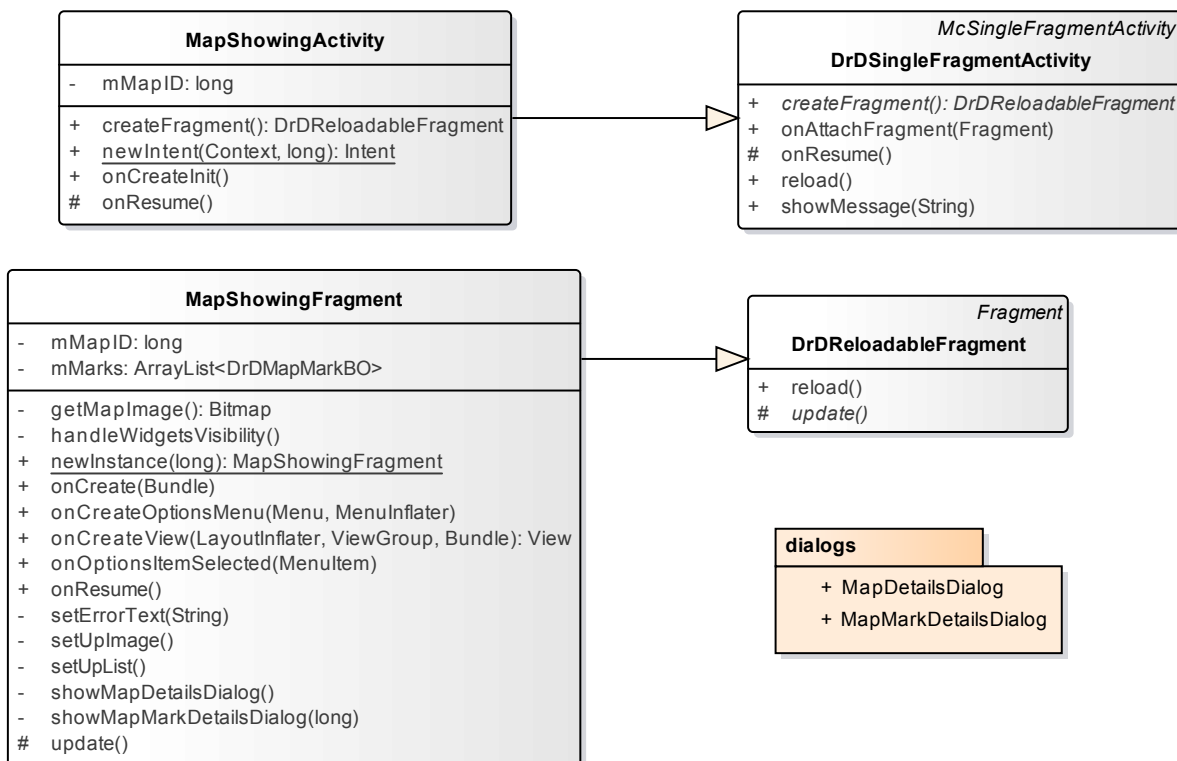 MapShowingActivity
- mMapID: long
+ createFragment(): DrDReloadableFragment
+ newIntent(Context, long): Intent
+ onCreateInit()
# onResume()
McSingleFragmentActivity
DrDSingleFragmentActivity
+ createFragment(): DrDReloadableFragment
+ onAttachFragment(Fragment)
# onResume()
+ reload()
+ showMessage(String)
MapShowingFragment
- mMapID: long
- mMarks: ArrayList<DrDMapMarkBO>
- getMapImage(): Bitmap
- handleWidgetsVisibility()
+ newInstance(long): MapShowingFragment
+ onCreate(Bundle)
+ onCreateOptionsMenu(Menu, MenuInflater)
+ onCreateView(LayoutInflater, ViewGroup, Bundle): View
+ onOptionsItemSelected(MenuItem)
+ onResume()
- setErrorText(String)
- setUpImage()
- setUpList()
- showMapDetailsDialog()
- showMapMarkDetailsDialog(long)
# update()
Fragment
DrDReloadableFragment
+ reload()
# update()
dialogs
+ MapDetailsDialog
+ MapMarkDetailsDialog